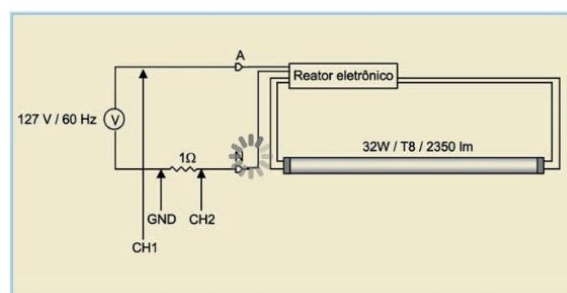 A
Reator eletrônico
127 V / 60 Hz
V
1Ω
N
32W / T8 / 2350 lm
GND
CH2
CH1